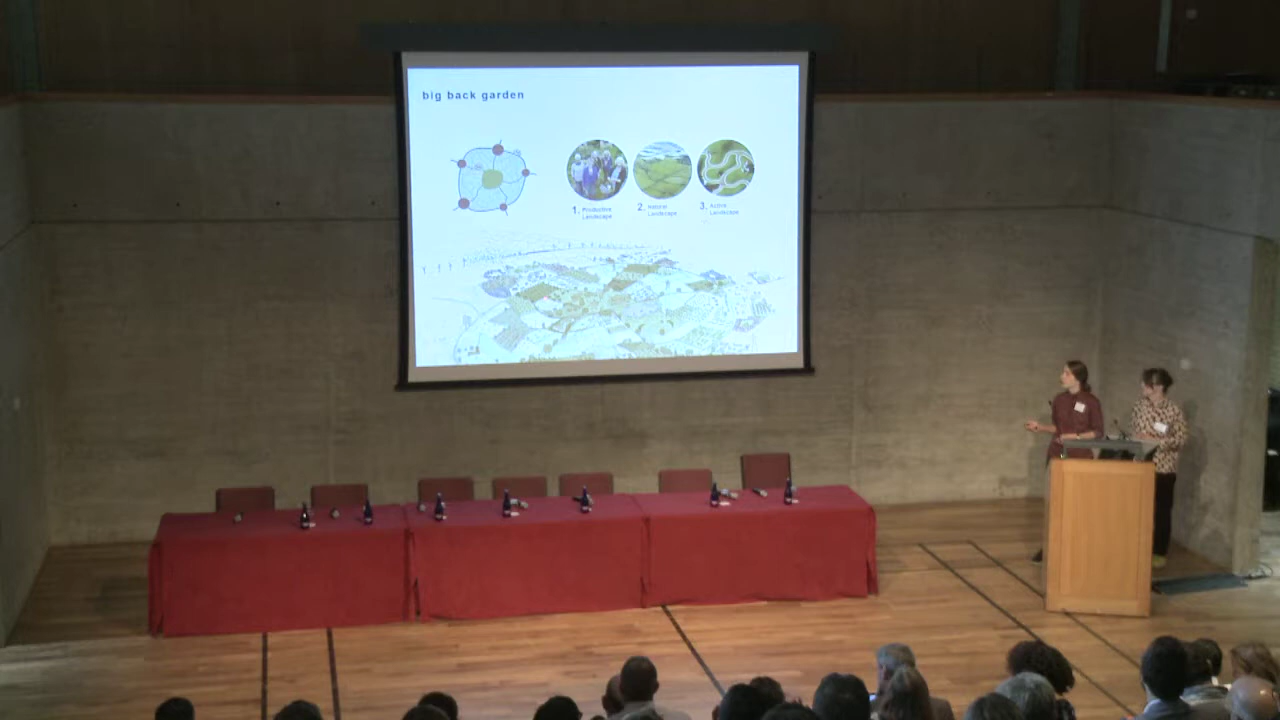 big back garden
1. Productive
Landscape
2. Natural
Landscape
3. Active
Landscape